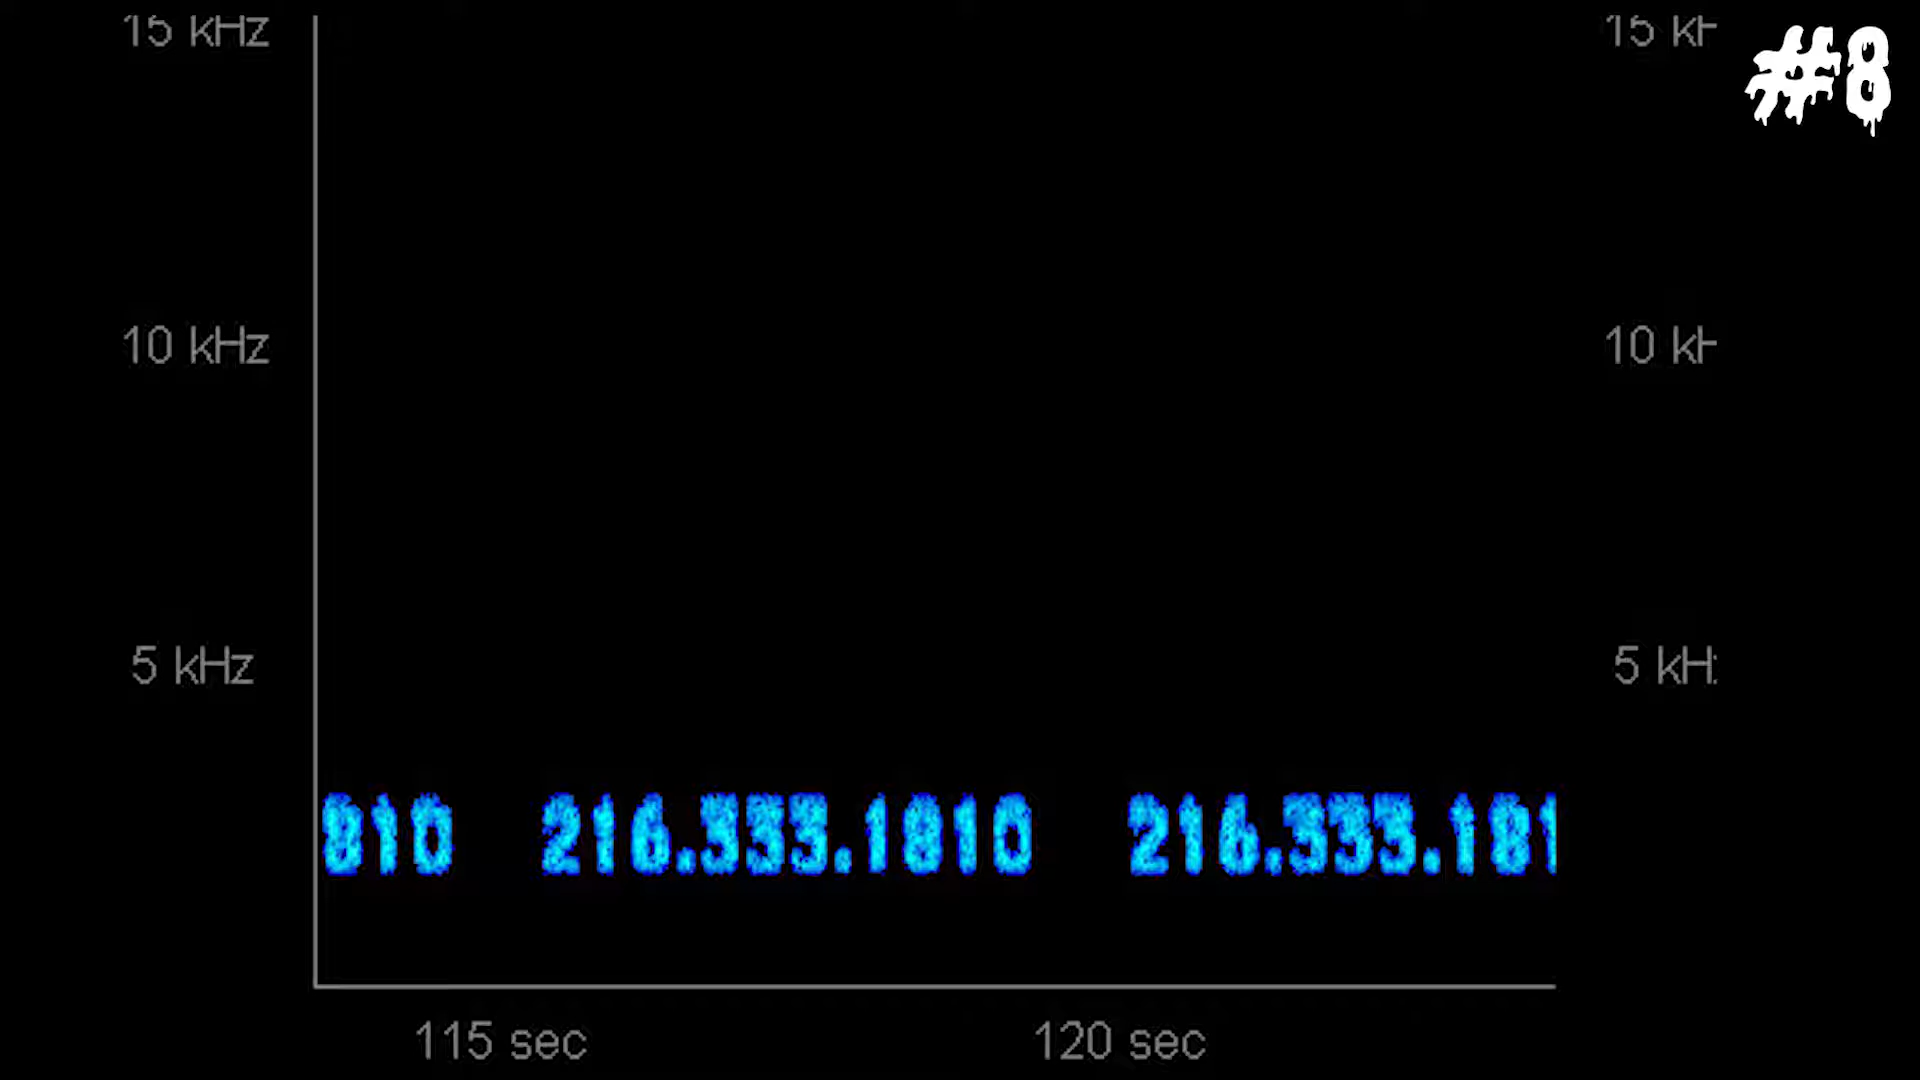 15 kHz 15 kH
#8
10 kHz 10 kH
5 kHz 5 kH
810 216.333.1810 216.333.181
115 sec 120 sec